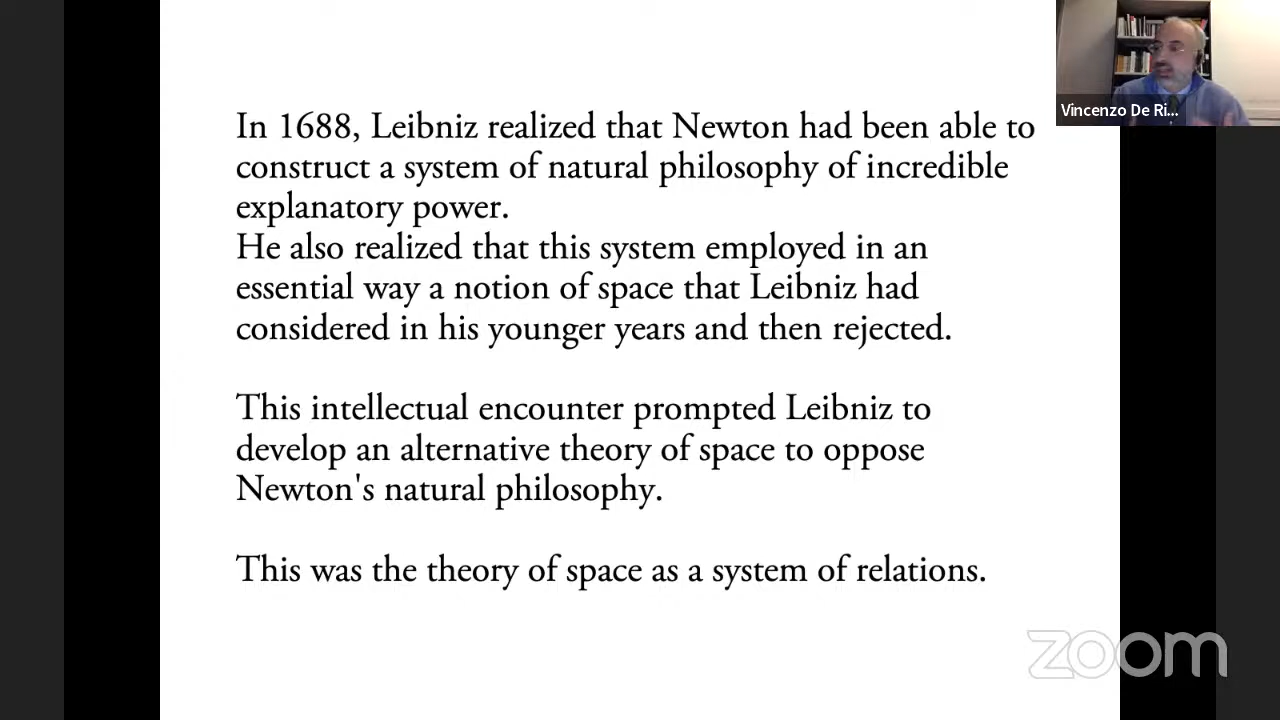 In 1688, Leibniz realized that Newton had been able to
construct a system of natural philosophy of incredible
explanatory power.
He also realized that this system employed in an
essential way a notion of space that Leibniz had
considered in his younger years and then rejected.
This intellectual encounter prompted Leibniz to
develop an alternative theory of space to oppose
Newton's natural philosophy.
This was the theory of space as a system of relations.
Vincenzo De Ri...
zoom